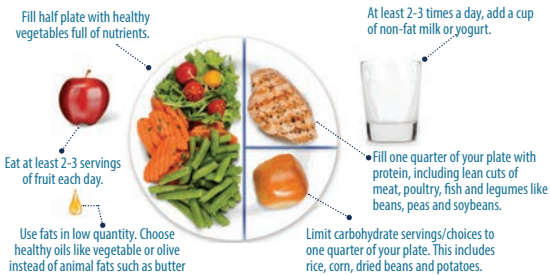 Fill half plate with healthy
vegetables full of nutrients.
At least 2-3 times a day, add a cup
of non-fat milk or yogurt.
Eat at least 2-3 servings
of fruit each day.
Fill one quarter of your plate with
protein, including lean cuts of
meat, poultry, fish and legumes like
beans, peas and soybeans.
Use fats in low quantity. Choose
healthy oils like vegetable or olive
instead of animal fats such as butter
Limit carbohydrate servings/choices to
one quarter of your plate. This includes
rice, corn, dried beans and potatoes.